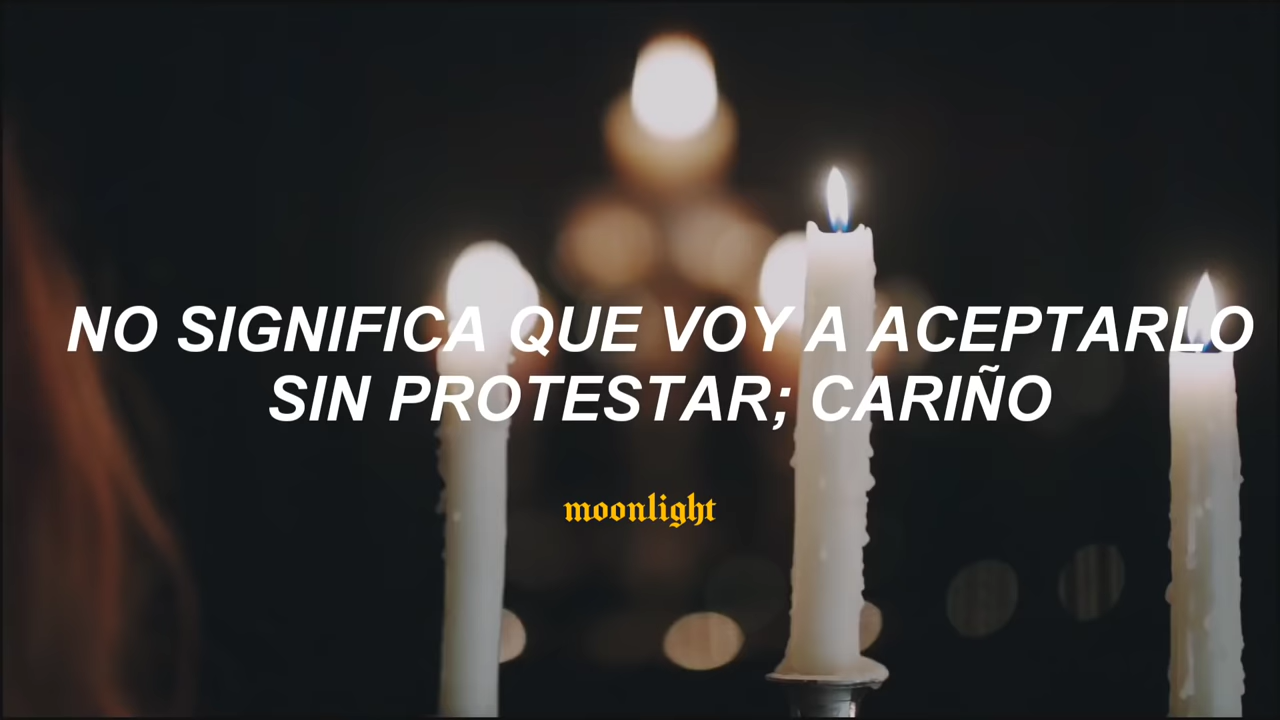 NO SIGNIFICA QUE VOY A ACEPTARLO
SIN PROTESTAR; CARIÑO
moonlight